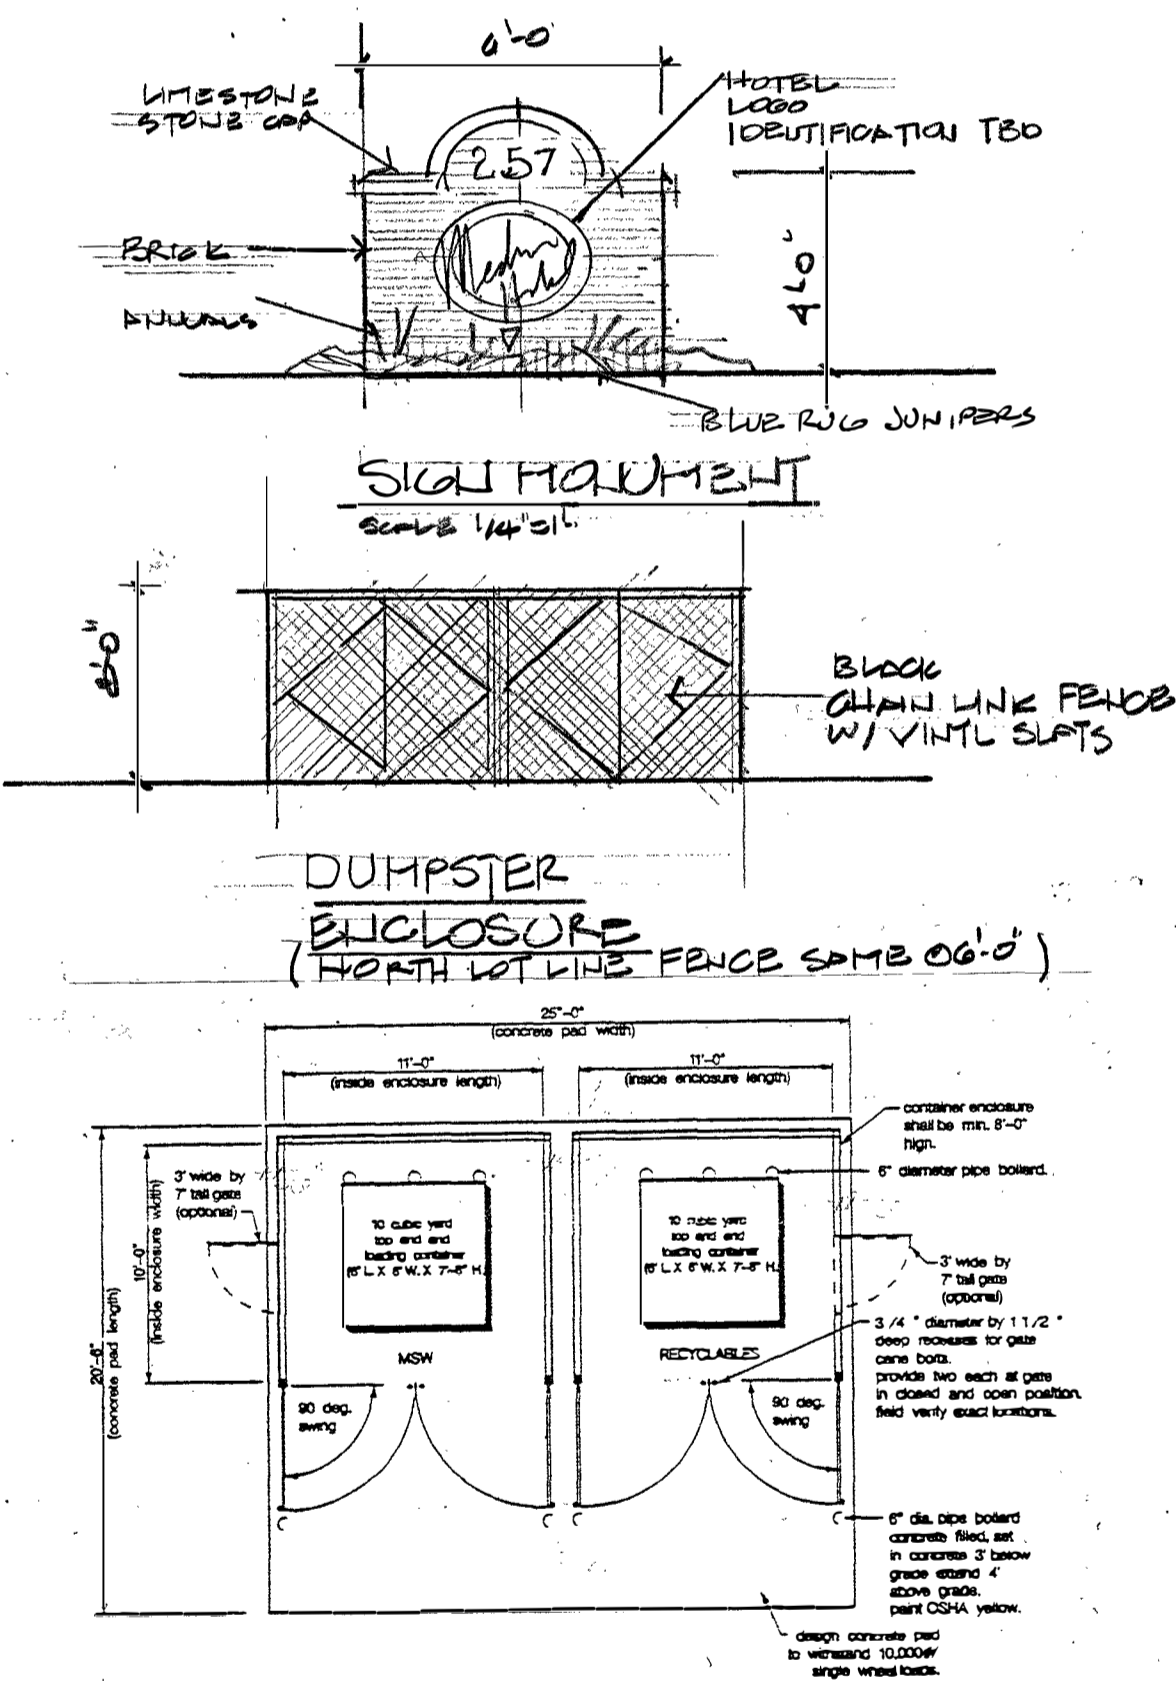 6'-0"
LIMESTONE
STONE CAP
HOTEL
LOGO
IDENTIFICATION TBD
257
BRICK
ANNUALS
4'-0"
BLUE RUG JUNIPERS
SIGN MONUMENT
SCALE 1/4"=1'
8'-0"
BLACK
CHAIN LINK FENCE
W/ VINYL SLATS
DUMPSTER
ENCLOSURE
(NORTH LOT LINE FENCE SAME @6'-0")
25'-0"
(concrete pad width)
11'-0"
(inside enclosure length)
11'-0"
(inside enclosure length)
container enclosure
shall be min. 8'-0"
high.
6" diameter pipe bollard.
3' wide by
7' tall gate
(optional)
10'-0"
(inside enclosure width)
20'-6"
(concrete pad length)
10 cubic yard
top and end
loading container
10 cubic yard
top and end
loading container
3' wide by
7' tall gate
(optional)
MSW
RECYCLABLES
3/4 " diameter by 1 1/2 "
deep recesses for gate
cane bolts.
provide two each at gate
in closed and open position.
field verify exact locations.
90 deg.
swing
90 deg.
swing
6" dia. pipe bollard
concrete filled, set
in concrete 3' below
grade extend 4'
above grade.
paint OSHA yellow.
design concrete pad
to withstand 10,000#
single wheel loads.